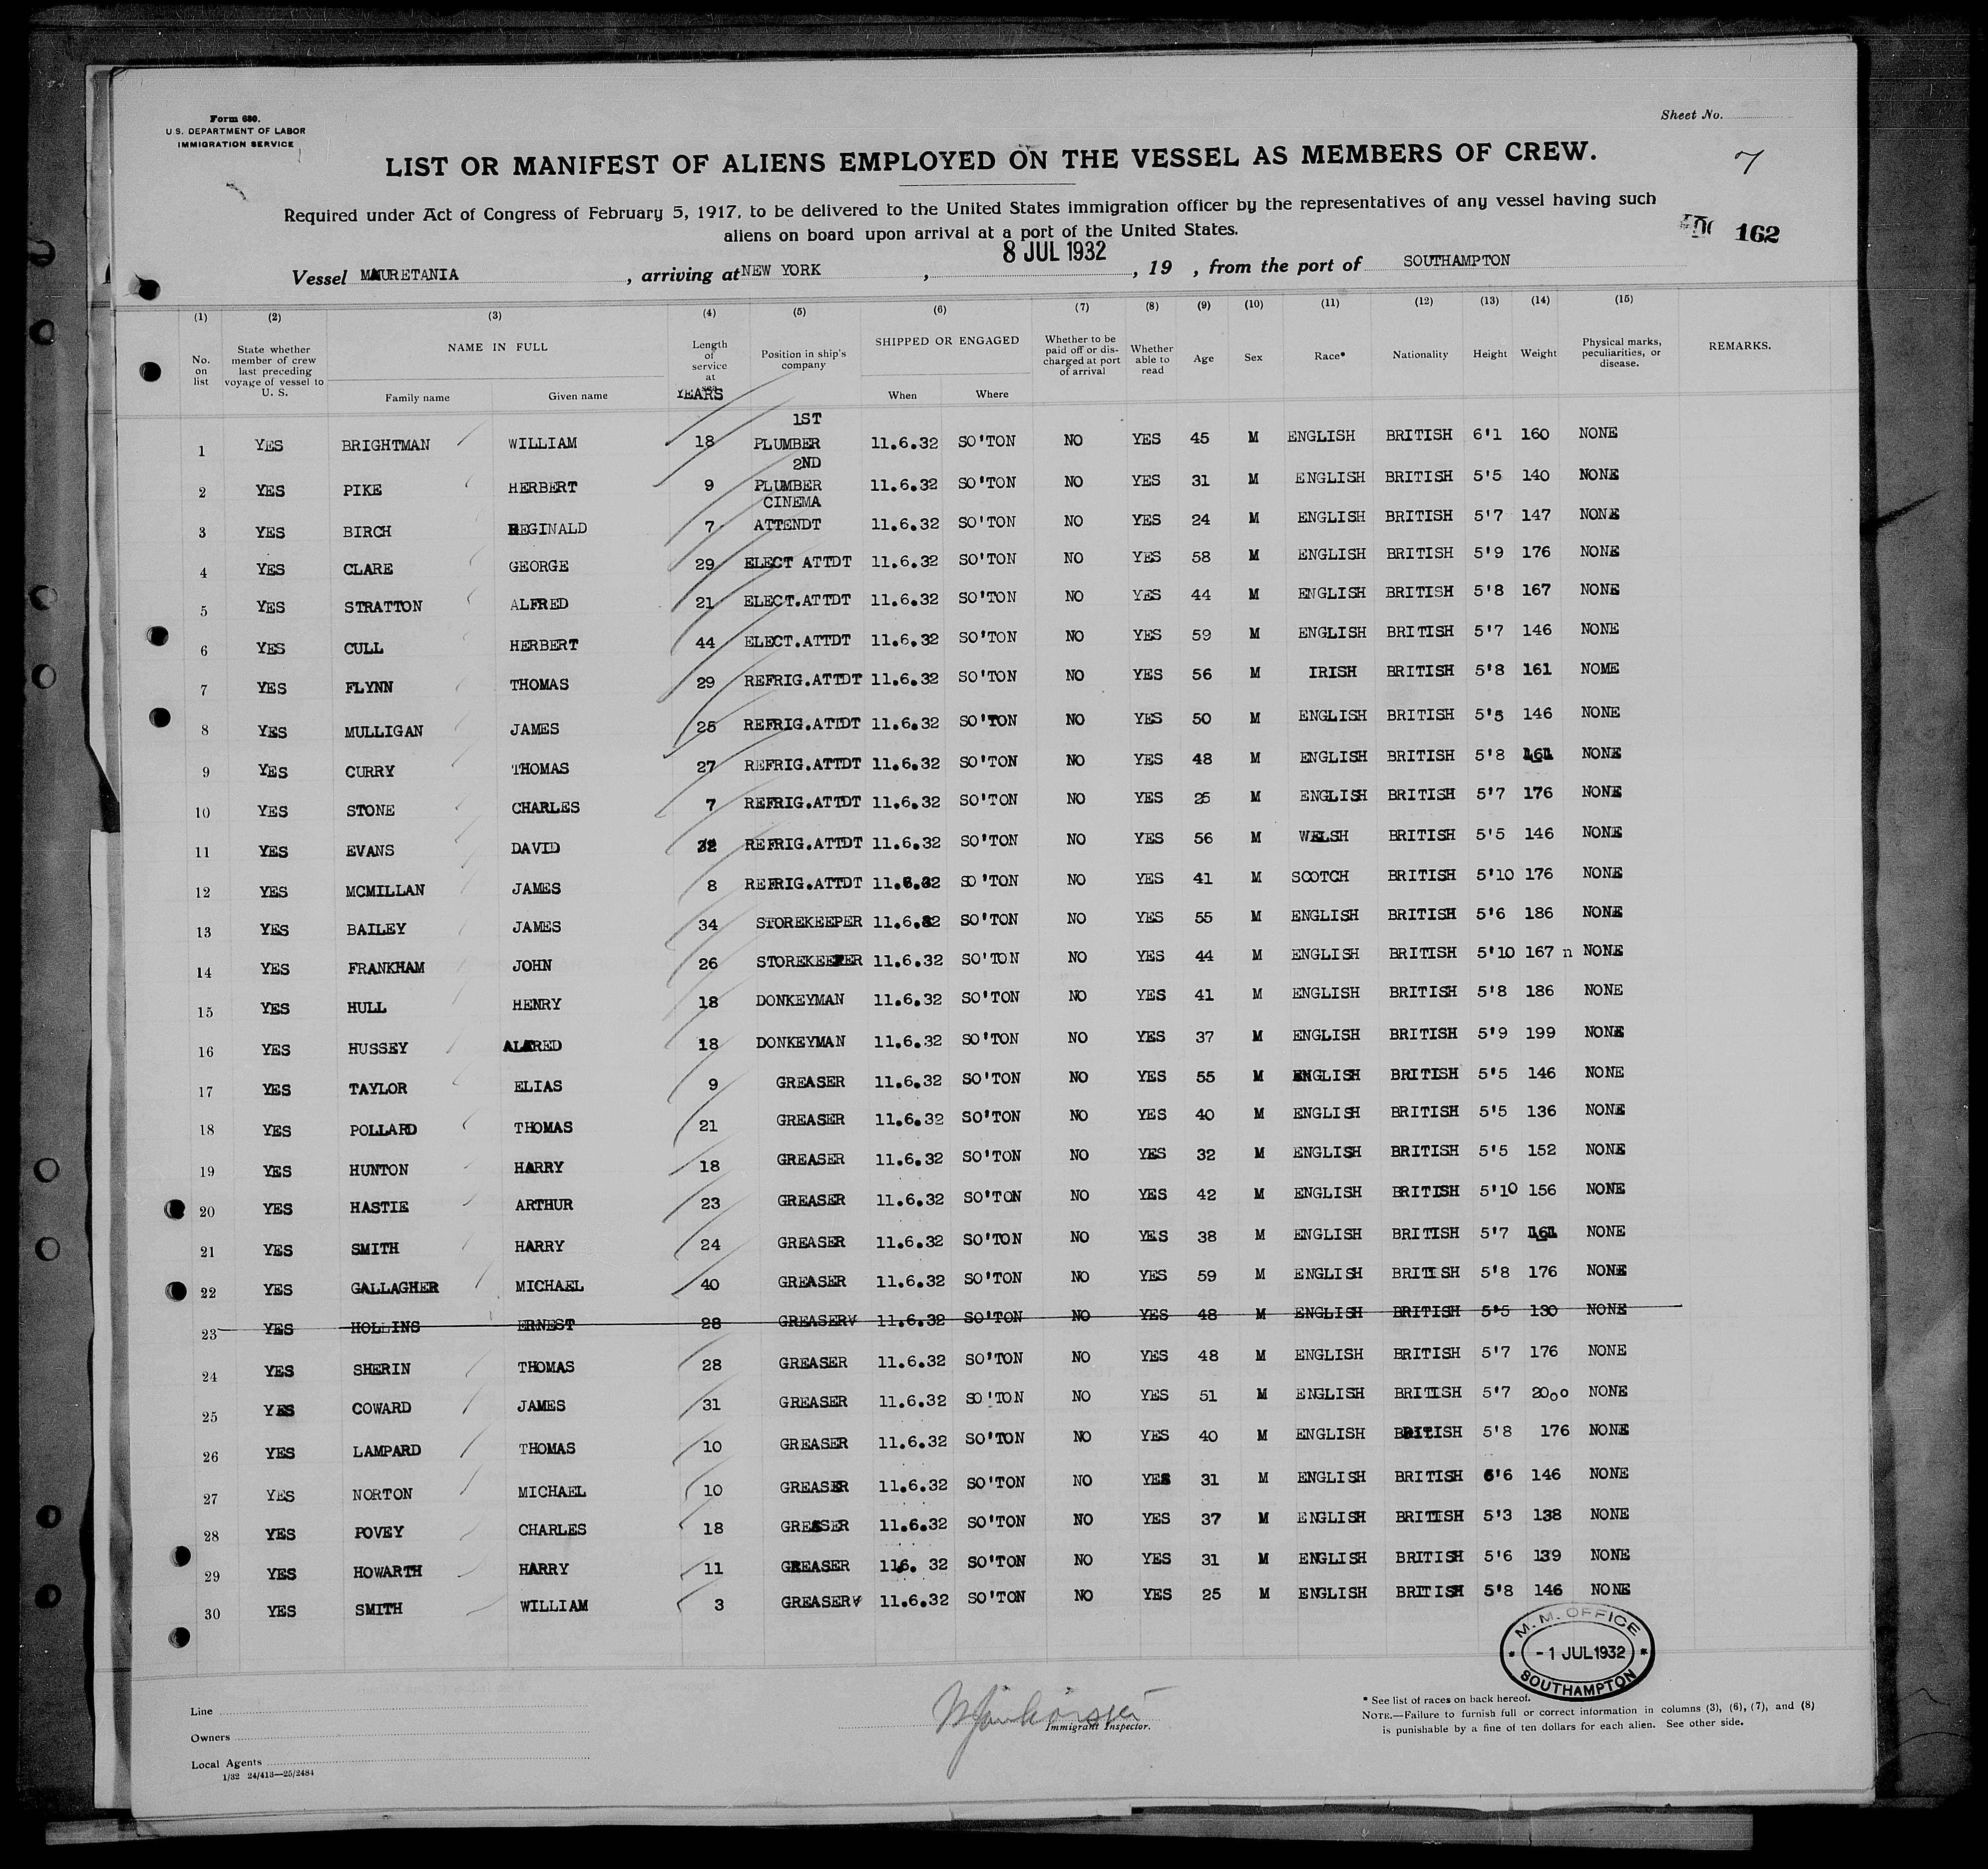 Form 680.
U.S. DEPARTMENT OF LABOR
IMMIGRATION SERVICE
Sheet No.
LIST OR MANIFEST OF ALIENS EMPLOYED ON THE VESSEL AS MEMBERS OF CREW.
7
Required under Act of Congress of February 5, 1917, to be delivered to the United States immigration officer by the representatives of any vessel having such
aliens on board upon arrival at a port of the United States.
162
Vessel MAURETANIA, arriving at NEW YORK, 8 JUL 1932, 19 , from the port of SOUTHAMPTON
(1) (2) (3) (4) (5) (6) (7) (8) (9) (10) (11) (12) (13) (14) (15)
No. on list State whether member of crew last preceding voyage of vessel to U. S. NAME IN FULL Family name Given name Length of service at sea YEARS Position in ship's company SHIPPED OR ENGAGED When Where Whether to be paid off or discharged at port of arrival Whether able to read Age Sex Race* Nationality Height Weight Physical marks, peculiarities, or disease. REMARKS.
1 YES BRIGHTMAN WILLIAM 18 1ST PLUMBER 11.6.32 SO'TON NO YES 45 M ENGLISH BRITISH 6'1 160 NONE
2 YES PIKE HERBERT 9 2ND PLUMBER 11.6.32 SO'TON NO YES 31 M ENGLISH BRITISH 5'5 140 NONE
3 YES BIRCH REGINALD 7 CINEMA ATTENDT 11.6.32 SO'TON NO YES 24 M ENGLISH BRITISH 5'7 147 NONE
4 YES CLARE GEORGE 29 ELECT ATTDT 11.6.32 SO'TON NO YES 58 M ENGLISH BRITISH 5'9 176 NONE
5 YES STRATTON ALFRED 21 ELECT.ATTDT 11.6.32 SO'TON NO YES 44 M ENGLISH BRITISH 5'8 167 NONE
6 YES CULL HERBERT 44 ELECT.ATTDT 11.6.32 SO'TON NO YES 59 M ENGLISH BRITISH 5'7 146 NONE
7 YES FLYNN THOMAS 29 REFRIG.ATTDT 11.6.32 SO'TON NO YES 56 M IRISH BRITISH 5'8 161 NOME
8 YES MULLIGAN JAMES 25 REFRIG.ATTDT 11.6.32 SO'TON NO YES 50 M ENGLISH BRITISH 5'5 146 NONE
9 YES CURRY THOMAS 27 REFRIG.ATTDT 11.6.32 SO'TON NO YES 48 M ENGLISH BRITISH 5'8 161 NONE
10 YES STONE CHARLES 7 REFRIG.ATTDT 11.6.32 SO'TON NO YES 25 M ENGLISH BRITISH 5'7 176 NONE
11 YES EVANS DAVID 32 REFRIG.ATTDT 11.6.32 SO'TON NO YES 56 M WELSH BRITISH 5'5 146 NONE
12 YES MCMILLAN JAMES 8 REFRIG.ATTDT 11.6.32 SO'TON NO YES 41 M SCOTCH BRITISH 5'10 176 NONE
13 YES BAILEY JAMES 34 STOREKEEPER 11.6.32 SO'TON NO YES 55 M ENGLISH BRITISH 5'6 186 NONE
14 YES FRANKHAM JOHN 26 STOREKEEPER 11.6.32 SO'TON NO YES 44 M ENGLISH BRITISH 5'10 167 n NONE
15 YES HULL HENRY 18 DONKEYMAN 11.6.32 SO'TON NO YES 41 M ENGLISH BRITISH 5'8 186 NONE
16 YES HUSSEY ALFRED 18 DONKEYMAN 11.6.32 SO'TON NO YES 37 M ENGLISH BRITISH 5'9 199 NONE
17 YES TAYLOR ELIAS 9 GREASER 11.6.32 SO'TON NO YES 55 M ENGLISH BRITISH 5'5 146 NONE
18 YES POLLARD THOMAS 21 GREASER 11.6.32 SO'TON NO YES 40 M ENGLISH BRITISH 5'5 136 NONE
19 YES HUNTON HARRY 18 GREASER 11.6.32 SO'TON NO YES 32 M ENGLISH BRITISH 5'5 152 NONE
20 YES HASTIE ARTHUR 23 GREASER 11.6.32 SO'TON NO YES 42 M ENGLISH BRITISH 5'10 156 NONE
21 YES SMITH HARRY 24 GREASER 11.6.32 SO'TON NO YES 38 M ENGLISH BRITISH 5'7 161 NONE
22 YES GALLAGHER MICHAEL 40 GREASER 11.6.32 SO'TON NO YES 59 M ENGLISH BRITISH 5'8 176 NONE
23 YES HOLLINS ERNEST 28 GREASERV 11.6.32 SO'TON NO YES 48 M ENGLISH BRITISH 5'5 130 NONE
24 YES SHERIN THOMAS 28 GREASER 11.6.32 SO'TON NO YES 48 M ENGLISH BRITISH 5'7 176 NONE
25 YES COWARD JAMES 31 GREASER 11.6.32 SO'TON NO YES 51 M ENGLISH BRITISH 5'7 2000 NONE
26 YES LAMPARD THOMAS 10 GREASER 11.6.32 SO'TON NO YES 40 M ENGLISH BRITISH 5'8 176 NONE
27 YES NORTON MICHAEL 10 GREASER 11.6.32 SO'TON NO YES 31 M ENGLISH BRITISH 6'6 146 NONE
28 YES POVEY CHARLES 18 GREASER 11.6.32 SO'TON NO YES 37 M ENGLISH BRITISH 5'3 138 NONE
29 YES HOWARTH HARRY 11 GREASER 116. 32 SO'TON NO YES 31 M ENGLISH BRITISH 5'6 139 NONE
30 YES SMITH WILLIAM 3 GREASERV 11.6.32 SO'TON NO YES 25 M ENGLISH BRITISH 5'8 146 NONE
M. M. OFFICE
-1 JUL 1932
SOUTHAMPTON
Line
Owners
Local Agents
1/32 24/413—25/2484
Immigrant Inspector.
* See list of races on back hereof.
NOTE.—Failure to furnish full or correct information in columns (3), (6), (7), and (8)
is punishable by a fine of ten dollars for each alien. See other side.